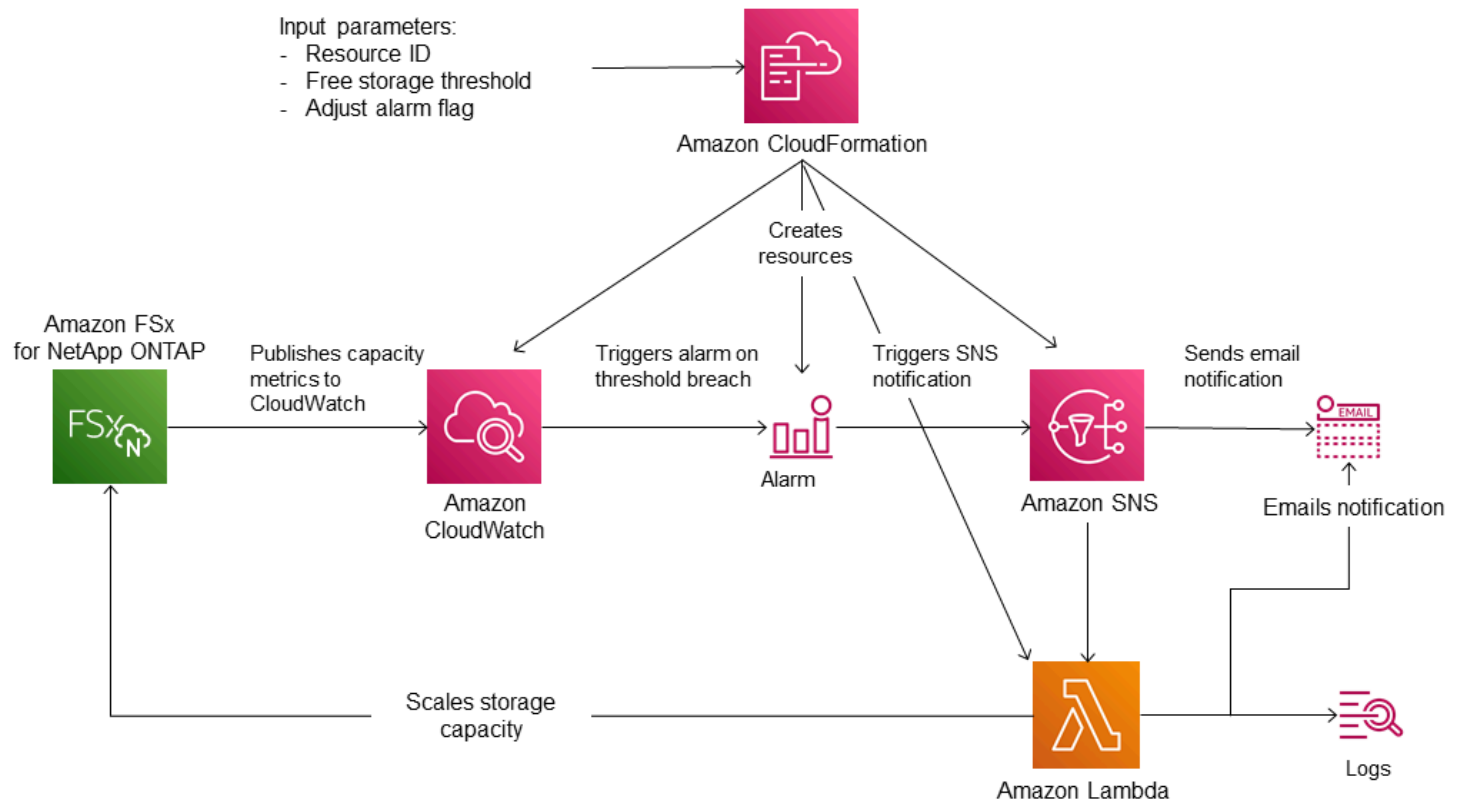 Input parameters:
- Resource ID
- Free storage threshold
- Adjust alarm flag
Amazon CloudFormation
Creates
resources
Amazon FSx
for NetApp ONTAP
FSx
N
Publishes capacity
metrics to
CloudWatch
Amazon
CloudWatch
Triggers alarm on
threshold breach
Alarm
Triggers SNS
notification
Amazon SNS
Sends email
notification
EMAIL
Emails notification
Scales storage
capacity
Amazon Lambda
Logs